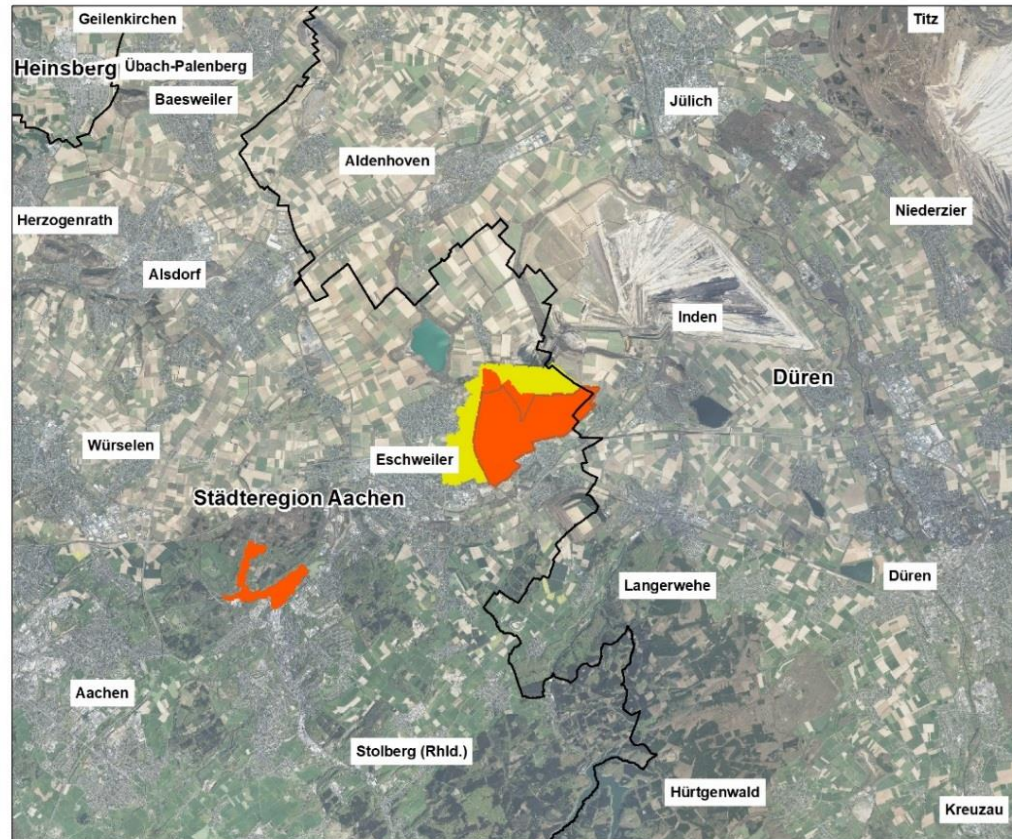 Geilenkirchen
Titz
Heinsberg
Übach-Palenberg
Baesweiler
Jülich
Aldenhoven
Niederzier
Herzogenrath
Alsdorf
Inden
Düren
Würselen
Eschweiler
Städteregion Aachen
Langerwehe
Düren
Aachen
Stolberg (Rhld.)
Hürtgenwald
Kreuzau